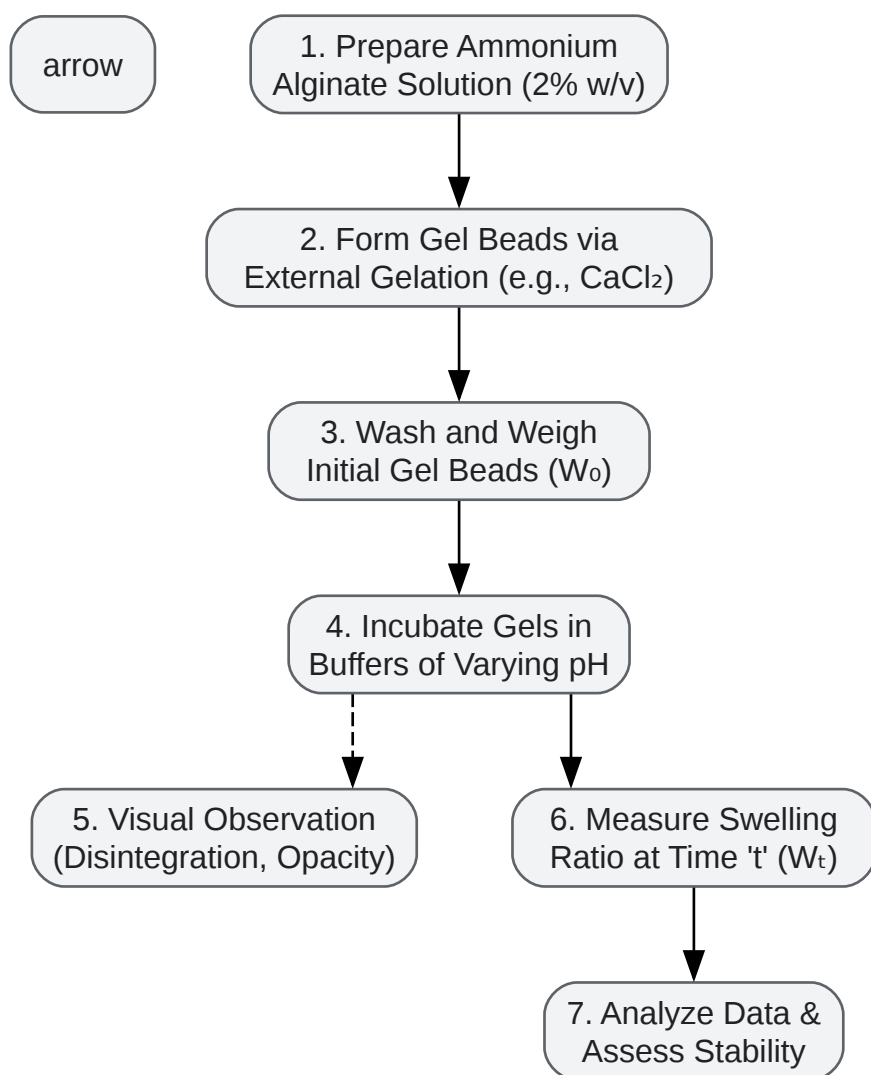 arrow
1. Prepare Ammonium
Alginate Solution (2% w/v)
2. Form Gel Beads via
External Gelation (e.g., CaCl₂)
3. Wash and Weigh
Initial Gel Beads (W₀)
4. Incubate Gels in
Buffers of Varying pH
5. Visual Observation
(Disintegration, Opacity)
6. Measure Swelling
Ratio at Time 't' (Wₜ)
7. Analyze Data &
Assess Stability